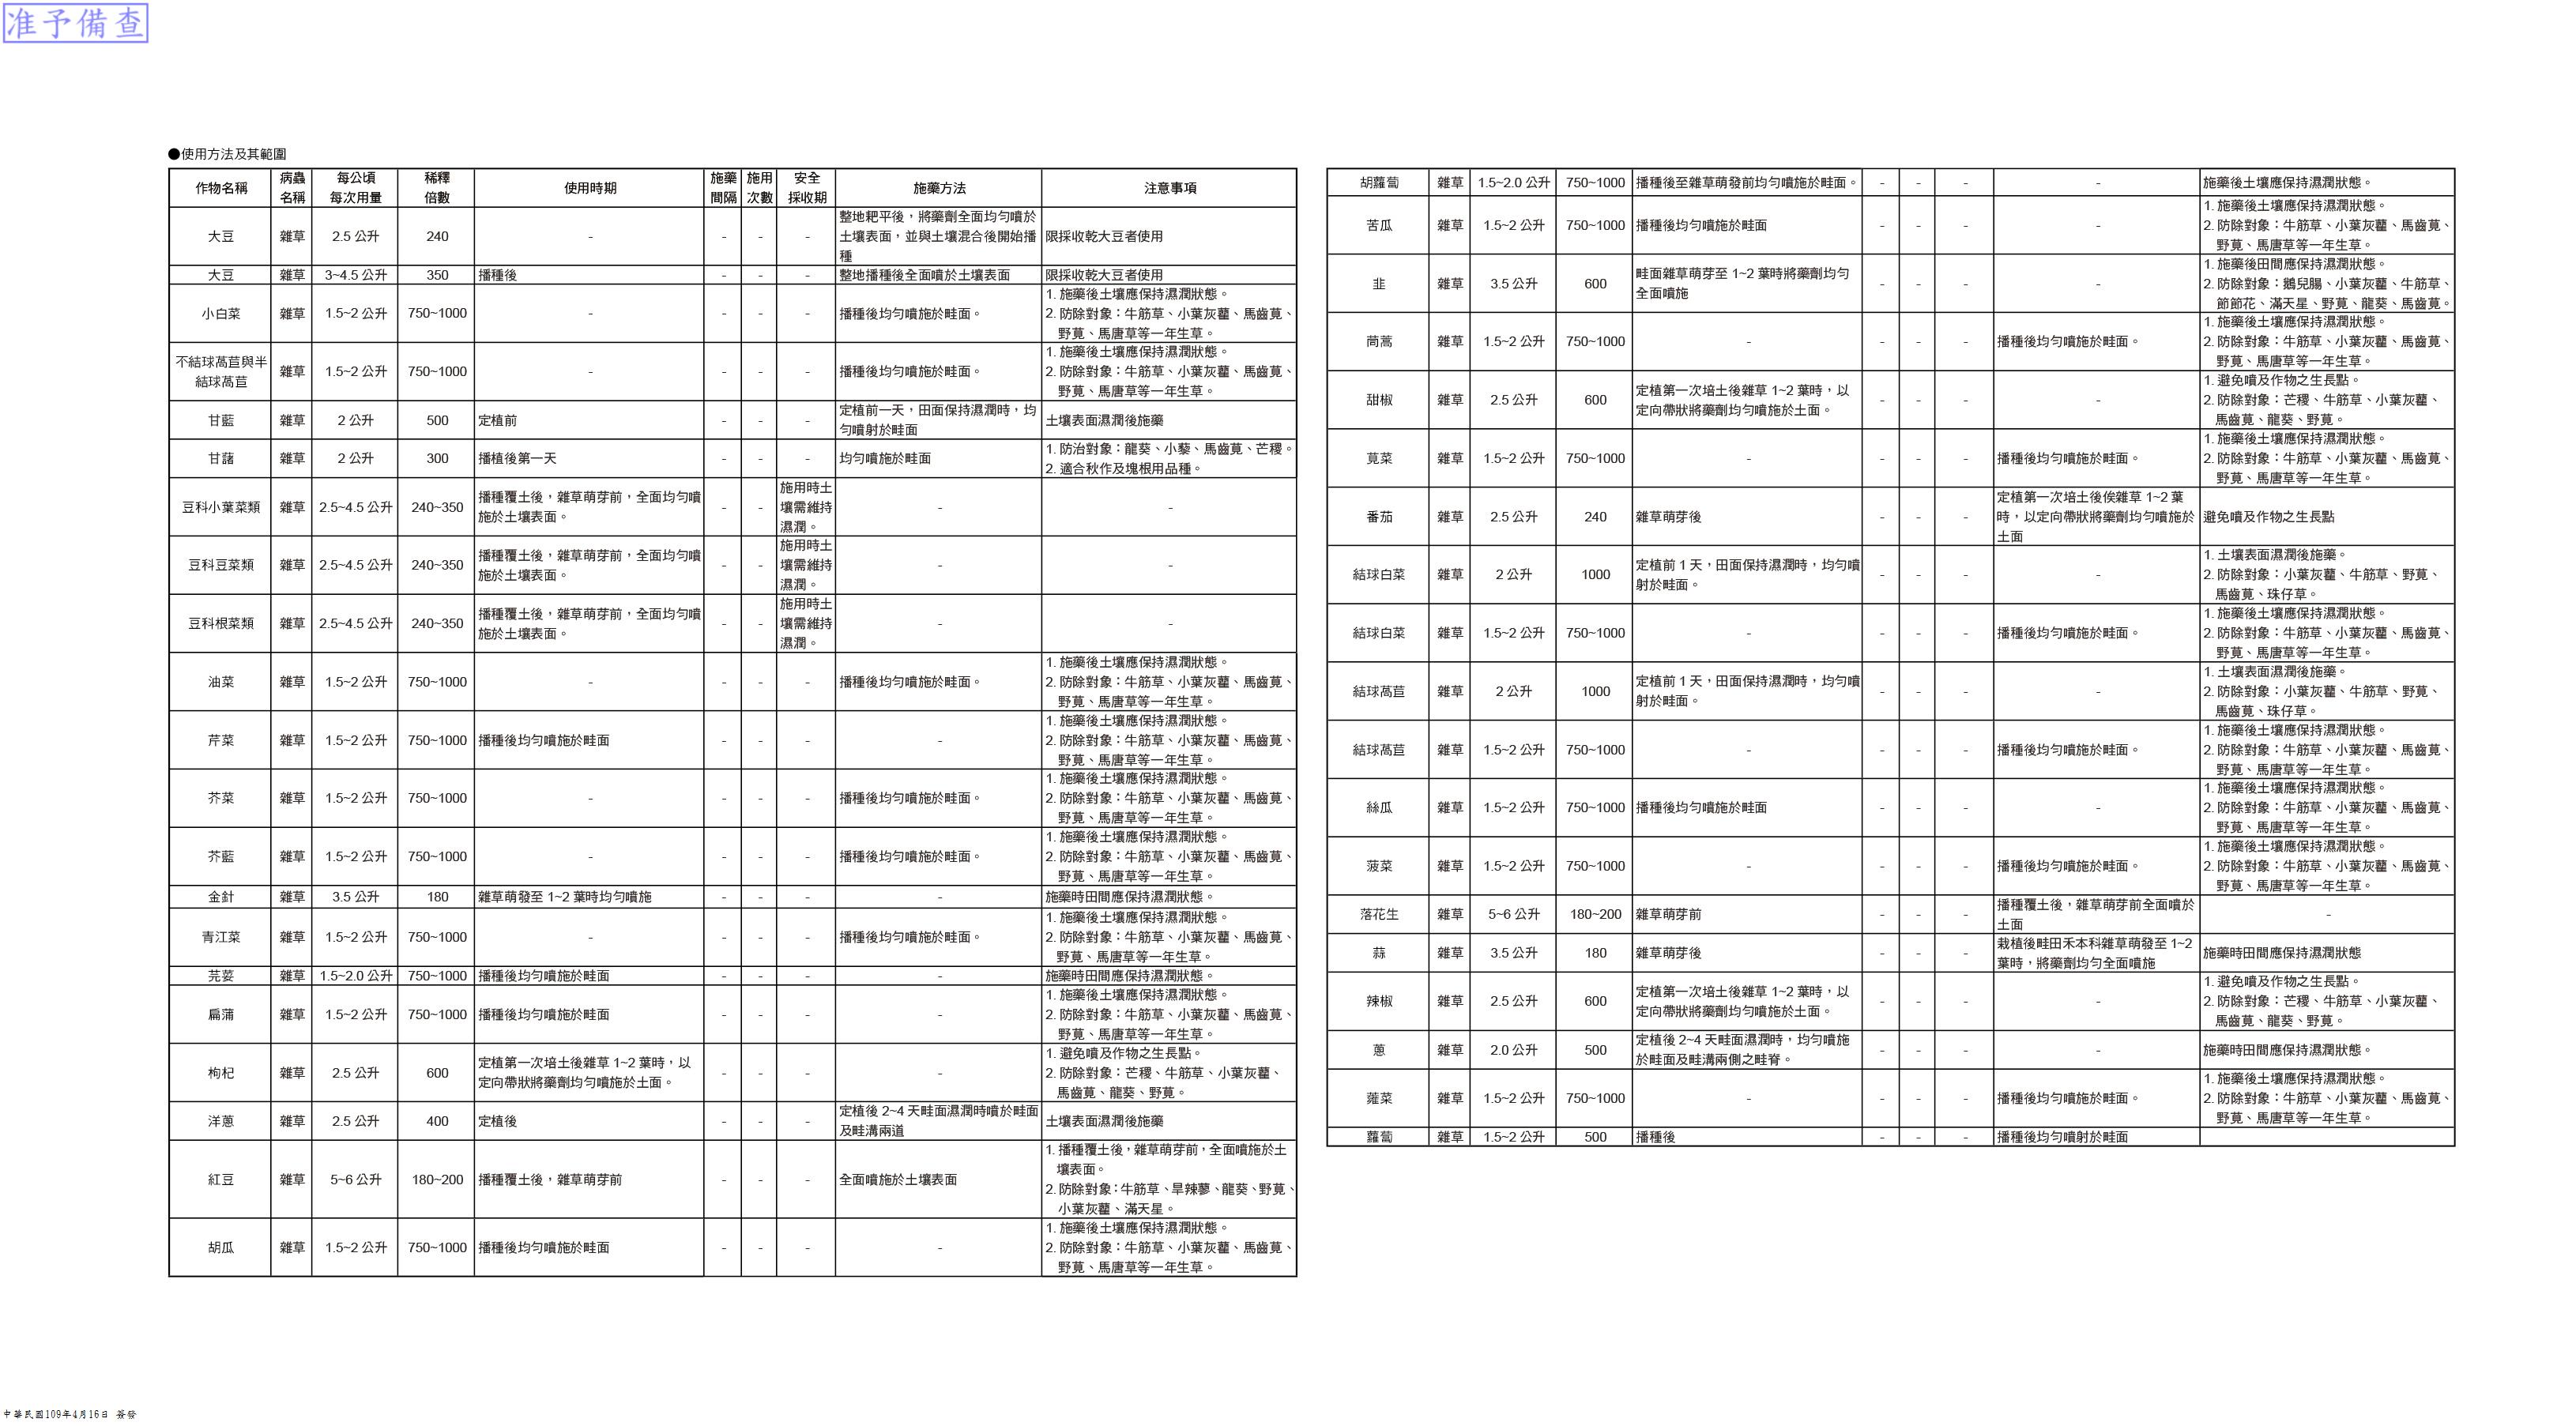 准予備查
●使用方法及其範圍
作物名稱 病蟲名稱 每公頃每次用量 稀釋倍數 使用時期 施藥間隔 施用次數 安全採收期 施藥方法 注意事項
大豆 雜草 2.5 公升 240 - - - - 整地耙平後，將藥劑全面均勻噴於土壤表面，並與土壤混合後開始播種 限採收乾大豆者使用
大豆 雜草 3~4.5 公升 350 播種後 - - - 整地播種後全面噴於土壤表面 限採收乾大豆者使用
小白菜 雜草 1.5~2 公升 750~1000 - - - - 播種後均勻噴施於畦面。 1. 施藥後土壤應保持濕潤狀態。 2. 防除對象：牛筋草、小葉灰藋、馬齒莧、野莧、馬唐草等一年生草。
不結球萵苣與半結球萵苣 雜草 1.5~2 公升 750~1000 - - - - 播種後均勻噴施於畦面。 1. 施藥後土壤應保持濕潤狀態。 2. 防除對象：牛筋草、小葉灰藋、馬齒莧、野莧、馬唐草等一年生草。
甘藍 雜草 2 公升 500 定植前 - - - 定植前一天，田面保持濕潤時，均勻噴射於畦面 土壤表面濕潤後施藥
甘藷 雜草 2 公升 300 播植後第一天 - - - 均勻噴施於畦面 1. 防治對象：龍葵、小藜、馬齒莧、芒稷。 2. 適合秋作及塊根用品種。
豆科小葉菜類 雜草 2.5~4.5 公升 240~350 播種覆土後，雜草萌芽前，全面均勻噴施於土壤表面。 - - 施用時土壤需維持濕潤。 - -
豆科豆菜類 雜草 2.5~4.5 公升 240~350 播種覆土後，雜草萌芽前，全面均勻噴施於土壤表面。 - - 施用時土壤需維持濕潤。 - -
豆科根菜類 雜草 2.5~4.5 公升 240~350 播種覆土後，雜草萌芽前，全面均勻噴施於土壤表面。 - - 施用時土壤需維持濕潤。 - -
油菜 雜草 1.5~2 公升 750~1000 - - - - 播種後均勻噴施於畦面。 1. 施藥後土壤應保持濕潤狀態。 2. 防除對象：牛筋草、小葉灰藋、馬齒莧、野莧、馬唐草等一年生草。
芹菜 雜草 1.5~2 公升 750~1000 播種後均勻噴施於畦面 - - - - 1. 施藥後土壤應保持濕潤狀態。 2. 防除對象：牛筋草、小葉灰藋、馬齒莧、野莧、馬唐草等一年生草。
芥菜 雜草 1.5~2 公升 750~1000 - - - - 播種後均勻噴施於畦面。 1. 施藥後土壤應保持濕潤狀態 2. 防除對象：牛筋草、小葉灰藋、馬齒莧、野莧、馬唐草等一年生草。
芥藍 雜草 1.5~2 公升 750~1000 - - - - 播種後均勻噴施於畦面。 1. 施藥後土壤應保持濕潤狀態 2. 防除對象：牛筋草、小葉灰藋、馬齒莧、野莧、馬唐草等一年生草。
金針 雜草 3.5 公升 180 雜草萌發至 1~2 葉時均勻噴施 - - - - 施藥時田間應保持濕潤狀態。
青江菜 雜草 1.5~2 公升 750~1000 - - - - 播種後均勻噴施於畦面。 1. 施藥後土壤應保持濕潤狀態。 2. 防除對象：牛筋草、小葉灰藋、馬齒莧、野莧、馬唐草等一年生草。
芫荽 雜草 1.5~2.0 公升 750~1000 播種後均勻噴施於畦面 - - - - 施藥時田間應保持濕潤狀態。
扁蒲 雜草 1.5~2 公升 750~1000 播種後均勻噴施於畦面 - - - - 1. 施藥後土壤應保持濕潤狀態。 2. 防除對象：牛筋草、小葉灰藋、馬齒莧、野莧、馬唐草等一年生草。
枸杞 雜草 2.5 公升 600 定植第一次培土後雜草 1~2 葉時，以定向帶狀將藥劑均勻噴施於土面。 - - - - 1. 避免噴及作物之生長點。 2. 防除對象：芒稷、牛筋草、小葉灰藋、馬齒莧、龍葵、野莧。
洋蔥 雜草 2.5 公升 400 定植後 - - - 定植後 2~4 天畦面濕潤時噴於畦面及畦溝兩道 土壤表面濕潤後施藥
紅豆 雜草 5~6 公升 180~200 播種覆土後，雜草萌芽前 - - - 全面噴施於土壤表面 1. 播種覆土後，雜草萌芽前，全面噴施於土壤表面。 2. 防除對象：牛筋草、旱辣蓼、龍葵、野莧、小葉灰藋、滿天星。
胡瓜 雜草 1.5~2 公升 750~1000 播種後均勻噴施於畦面 - - - - 1. 施藥後土壤應保持濕潤狀態。 2. 防除對象：牛筋草、小葉灰藋、馬齒莧、野莧、馬唐草等一年生草。
胡蘿蔔 雜草 1.5~2.0 公升 750~1000 播種後至雜草萌發前均勻噴施於畦面。 - - - - 施藥後土壤應保持濕潤狀態。
苦瓜 雜草 1.5~2 公升 750~1000 播種後均勻噴施於畦面 - - - - 1. 施藥後土壤應保持濕潤狀態。 2. 防除對象：牛筋草、小葉灰藋、馬齒莧、野莧、馬唐草等一年生草。
韭 雜草 3.5 公升 600 畦面雜草萌芽至 1~2 葉時將藥劑均勻全面噴施 - - - - 1. 施藥後田間應保持濕潤狀態。 2. 防除對象：鵝兒腸、小葉灰藋、牛筋草、節節花、滿天星、野莧、龍葵、馬齒莧。
茼蒿 雜草 1.5~2 公升 750~1000 - - - - 播種後均勻噴施於畦面。 1. 施藥後土壤應保持濕潤狀態。 2. 防除對象：牛筋草、小葉灰藋、馬齒莧、野莧、馬唐草等一年生草。
甜椒 雜草 2.5 公升 600 定植第一次培土後雜草 1~2 葉時，以定向帶狀將藥劑均勻噴施於土面。 - - - - 1. 避免噴及作物之生長點。 2. 防除對象：芒稷、牛筋草、小葉灰藋、馬齒莧、龍葵、野莧。
莧菜 雜草 1.5~2 公升 750~1000 - - - - 播種後均勻噴施於畦面。 1. 施藥後土壤應保持濕潤狀態。 2. 防除對象：牛筋草、小葉灰藋、馬齒莧、野莧、馬唐草等一年生草。
番茄 雜草 2.5 公升 240 雜草萌芽後 - - - 定植第一次培土後俟雜草 1~2 葉時，以定向帶狀將藥劑均勻噴施於土面 避免噴及作物之生長點
結球白菜 雜草 2 公升 1000 定植前 1 天，田面保持濕潤時，均勻噴射於畦面。 - - - - 1. 土壤表面濕潤後施藥。 2. 防除對象：小葉灰藋、牛筋草、野莧、馬齒莧、珠仔草。
結球白菜 雜草 1.5~2 公升 750~1000 - - - - 播種後均勻噴施於畦面。 1. 施藥後土壤應保持濕潤狀態 2. 防除對象：牛筋草、小葉灰藋、馬齒莧、野莧、馬唐草等一年生草。
結球萵苣 雜草 2 公升 1000 定植前 1 天，田面保持濕潤時，均勻噴射於畦面。 - - - - 1. 土壤表面濕潤後施藥。 2. 防除對象：小葉灰藋、牛筋草、野莧、馬齒莧、珠仔草。
結球萵苣 雜草 1.5~2 公升 750~1000 - - - - 播種後均勻噴施於畦面。 1. 施藥後土壤應保持濕潤狀態 2. 防除對象：牛筋草、小葉灰藋、馬齒莧、野莧、馬唐草等一年生草。
絲瓜 雜草 1.5~2 公升 750~1000 播種後均勻噴施於畦面 - - - - 1. 施藥後土壤應保持濕潤狀態。 2. 防除對象：牛筋草、小葉灰藋、馬齒莧、野莧、馬唐草等一年生草。
菠菜 雜草 1.5~2 公升 750~1000 - - - - 播種後均勻噴施於畦面。 1. 施藥後土壤應保持濕潤狀態。 2. 防除對象：牛筋草、小葉灰藋、馬齒莧、野莧、馬唐草等一年生草。
落花生 雜草 5~6 公升 180~200 雜草萌芽前 - - - 播種覆土後，雜草萌芽前全面噴於土面 -
蒜 雜草 3.5 公升 180 雜草萌芽後 - - - 栽植後畦田禾本科雜草萌發至 1~2 葉時，將藥劑均勻全面噴施 施藥時田間應保持濕潤狀態
辣椒 雜草 2.5 公升 600 定植第一次培土後雜草 1~2 葉時，以定向帶狀將藥劑均勻噴施於土面。 - - - - 1. 避免噴及作物之生長點。 2. 防除對象：芒稷、牛筋草、小葉灰藋、馬齒莧、龍葵、野莧。
蔥 雜草 2.0 公升 500 定植後 2~4 天畦面濕潤時，均勻噴施於畦面及畦溝兩側之畦脊。 - - - - 施藥時田間應保持濕潤狀態。
蕹菜 雜草 1.5~2 公升 750~1000 - - - - 播種後均勻噴施於畦面。 1. 施藥後土壤應保持濕潤狀態。 2. 防除對象：牛筋草、小葉灰藋、馬齒莧、野莧、馬唐草等一年生草。
蘿蔔 雜草 1.5~2 公升 500 播種後 - - - 播種後均勻噴射於畦面
中華民國109年4月16日 簽發